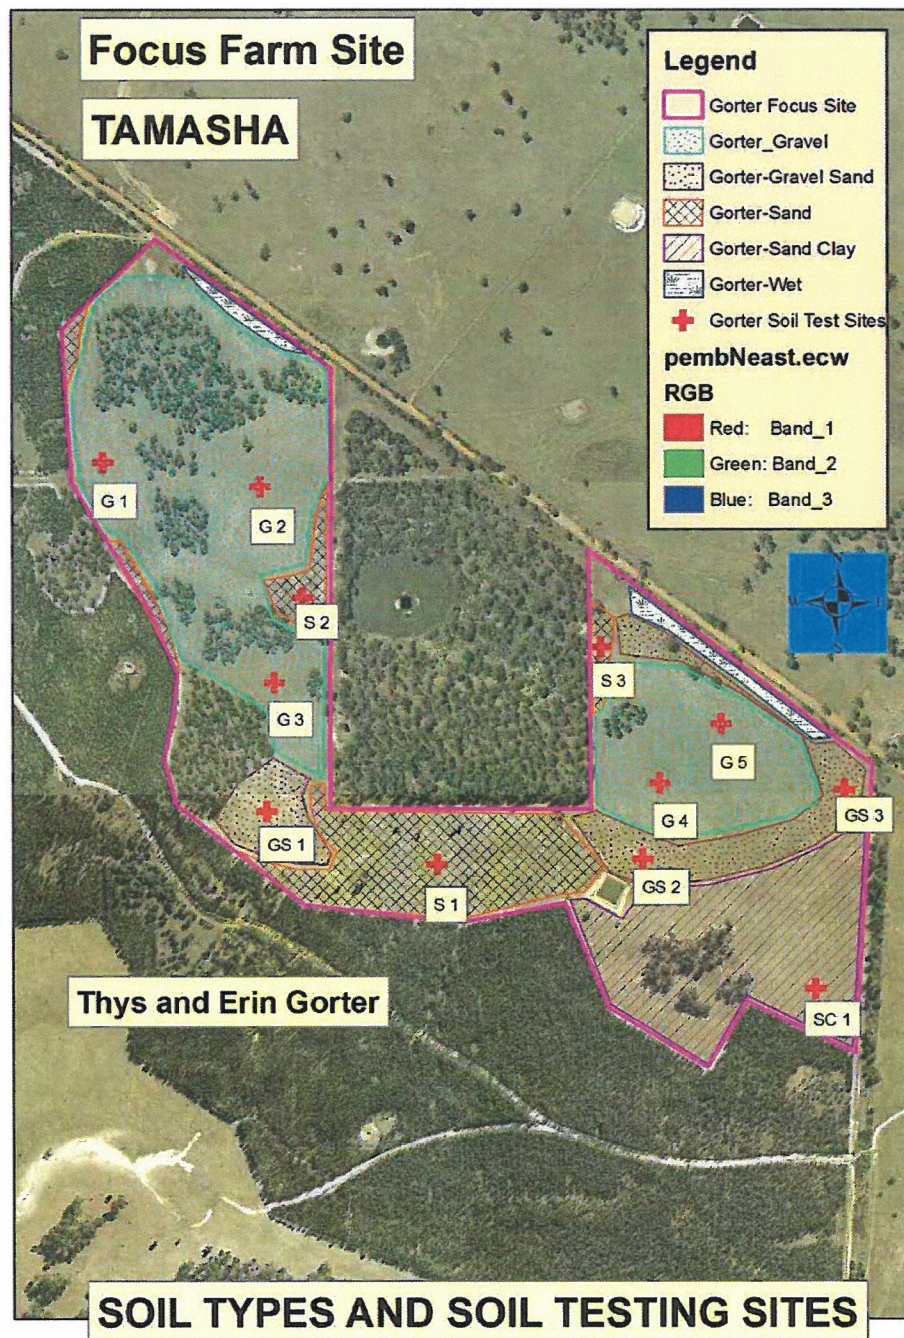 Focus Farm Site
TAMASHA
Legend
Gorter Focus Site
Gorter_Gravel
Gorter-Gravel Sand
Gorter-Sand
Gorter-Sand Clay
Gorter-Wet
Gorter Soil Test Sites
pembNeast.ecw
RGB
Red: Band_1
Green: Band_2
Blue: Band_3
N
W
S
G 1
G 2
S 2
S 3
G 3
G 5
G 4
GS 3
GS 1
GS 2
S 1
Thys and Erin Gorter
SC 1
SOIL TYPES AND SOIL TESTING SITES